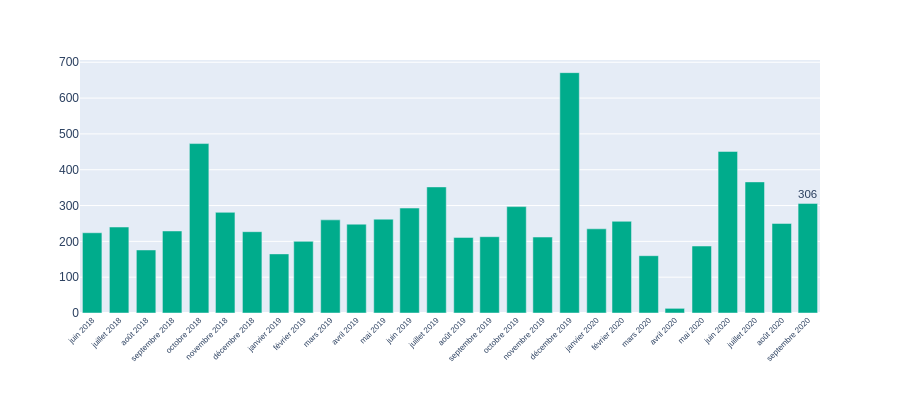 700
600
500
400
300
200
100
0
306
juin 2018
juillet 2018
août 2018
septembre 2018
octobre 2018
novembre 2018
décembre 2018
janvier 2019
février 2019
mars 2019
avril 2019
mai 2019
juin 2019
juillet 2019
août 2019
septembre 2019
octobre 2019
novembre 2019
décembre 2019
janvier 2020
février 2020
mars 2020
avril 2020
mai 2020
juin 2020
juillet 2020
août 2020
septembre 2020